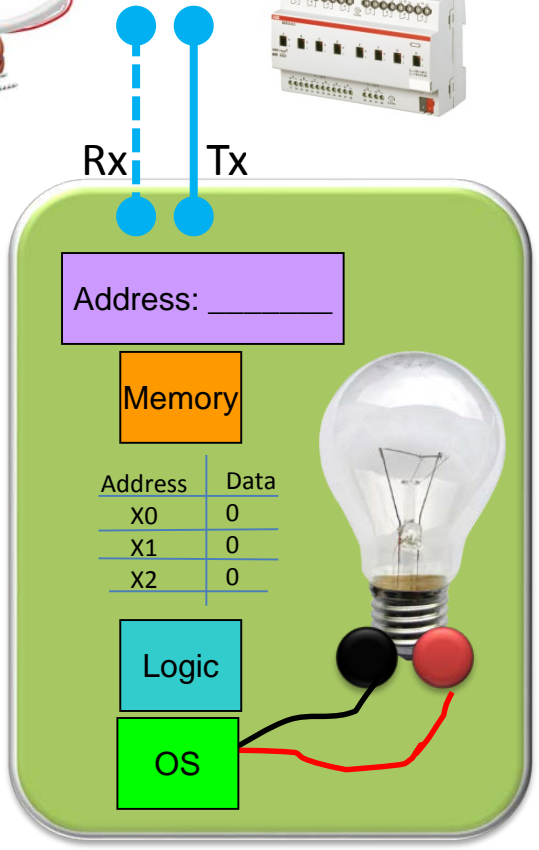 Rx Tx
Address: _______
Memory
Address Data
X0 0
X1 0
X2 0
Logic
OS